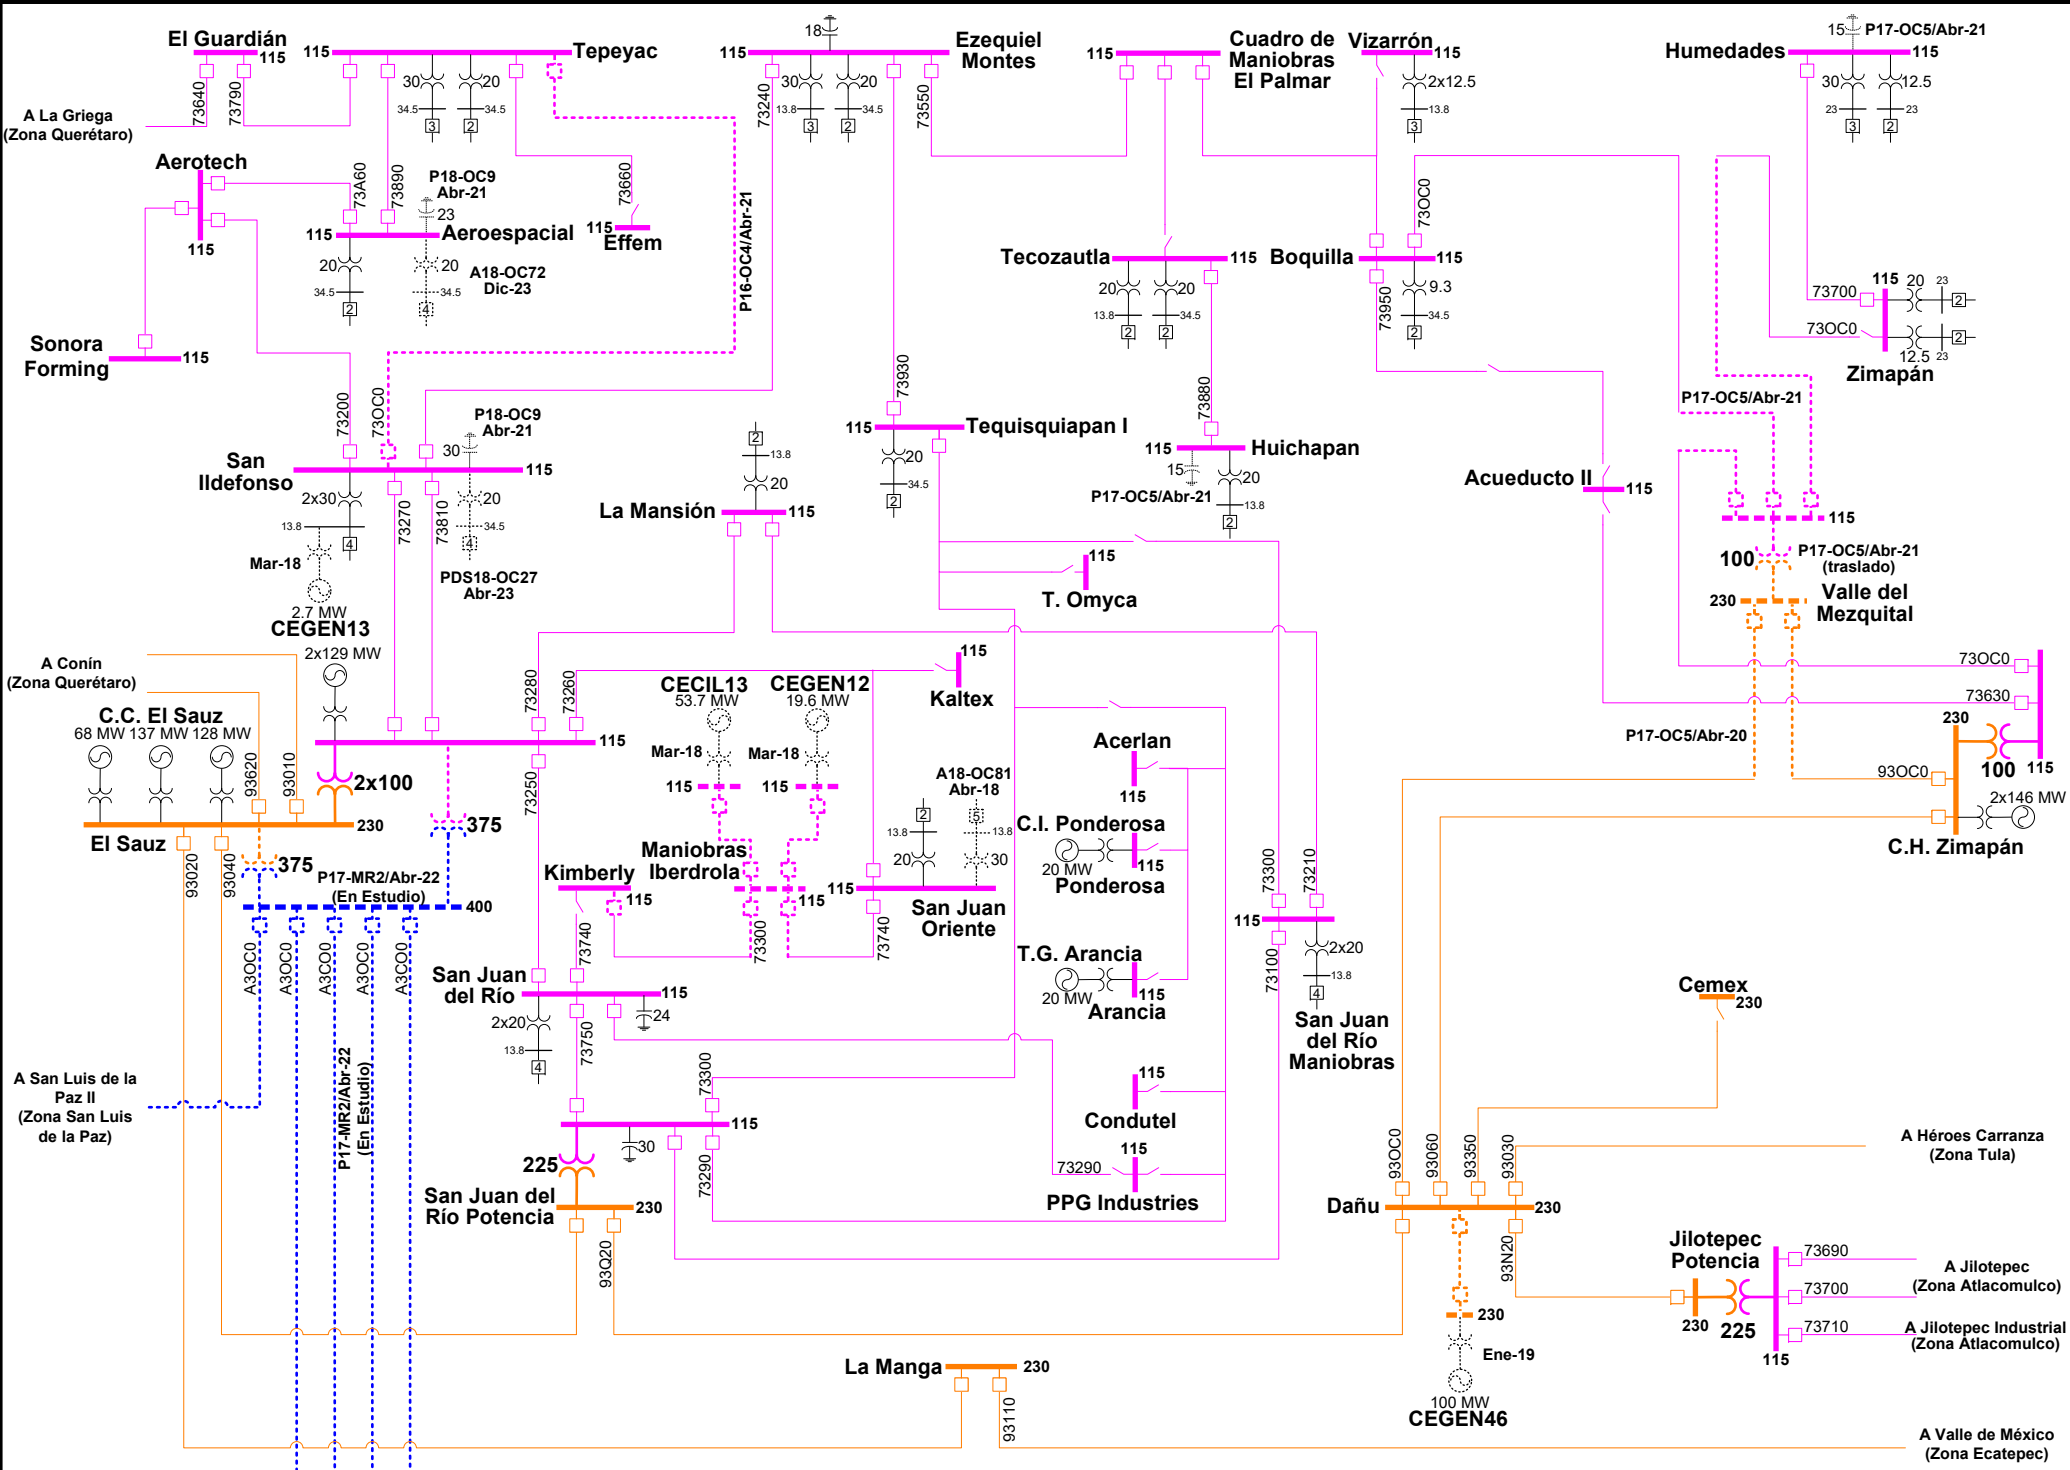 El Guardián
115
73640
73790
A La Griega
(Zona Querétaro)
115
Tepeyac
30
20
34.5
34.5
3
2
73A60
73890
73660
P16-OC4/Abr-21
Aerotech
115
P18-OC9
Abr-21
23
115
Aeroespacial
20
34.5
2
20
34.5
4
A18-OC72
Dic-23
115
Effem
Sonora
Forming
115
73200
73OC0
18
115
Ezequiel
Montes
73240
30
20
13.8
34.5
3
2
73550
73930
115
Cuadro de
Maniobras
El Palmar
Vizarrón
115
2x12.5
13.8
3
15
P17-OC5/Abr-21
Humedades
115
30
12.5
23
23
3
2
Tecozautla
115
20
20
13.8
34.5
2
2
73880
Boquilla
115
73OC0
73950
9.3
34.5
2
115
73700
73OC0
20
23
2
12.5
23
2
Zimapán
P17-OC5/Abr-21
San
Ildefonso
115
P18-OC9
Abr-21
30
2x30
13.8
4
73270
73810
20
34.5
4
PDS18-OC27
Abr-23
Mar-18
2.7 MW
CEGEN13
2
13.8
20
La Mansión
115
115
Tequisquiapan I
20
34.5
2
115
Huichapan
15
P17-OC5/Abr-21
20
13.8
2
Acueducto II
115
115
T. Omyca
115
100
P17-OC5/Abr-21
(traslado)
230
Valle del
Mezquital
A Conín
(Zona Querétaro)
2x129 MW
C.C. El Sauz
68 MW
137 MW
128 MW
93620
93010
2x100
115
73280
73260
73250
El Sauz
230
93020
93040
375
375
P17-MR2/Abr-22
(En Estudio)
400
A3OC0
A3OC0
A3CO0
A3OC0
A3CO0
P17-MR2/Abr-22
(En Estudio)
A San Luis de la
Paz II
(Zona San Luis
de la Paz)
CECIL13
53.7 MW
Mar-18
115
CEGEN12
19.6 MW
Mar-18
115
115
Kaltex
Maniobras
Iberdrola
115
73300
Kimberly
115
73740
A18-OC81
Abr-18
2
13.8
20
5
13.8
30
115
San Juan
Oriente
73740
San Juan
del Río
115
2x20
13.8
4
24
73750
73300
115
30
73290
225
San Juan del
Río Potencia
230
93Q20
Acerlan
115
C.I. Ponderosa
20 MW
115
Ponderosa
T.G. Arancia
20 MW
115
Arancia
115
Condutel
115
73290
PPG Industries
73300
73210
115
73100
2x20
13.8
4
San Juan
del Río
Maniobras
73OC0
73630
115
P17-OC5/Abr-20
93OC0
230
100
2x146 MW
C.H. Zimapán
Cemex
230
93OC0
93060
93350
93030
A Héroes Carranza
(Zona Tula)
Dañu
230
93N20
230
Ene-19
100 MW
CEGEN46
Jilotepec
Potencia
230
225
115
73690
73700
73710
A Jilotepec
(Zona Atlacomulco)
A Jilotepec Industrial
(Zona Atlacomulco)
La Manga
230
93110
A Valle de México
(Zona Ecatepec)